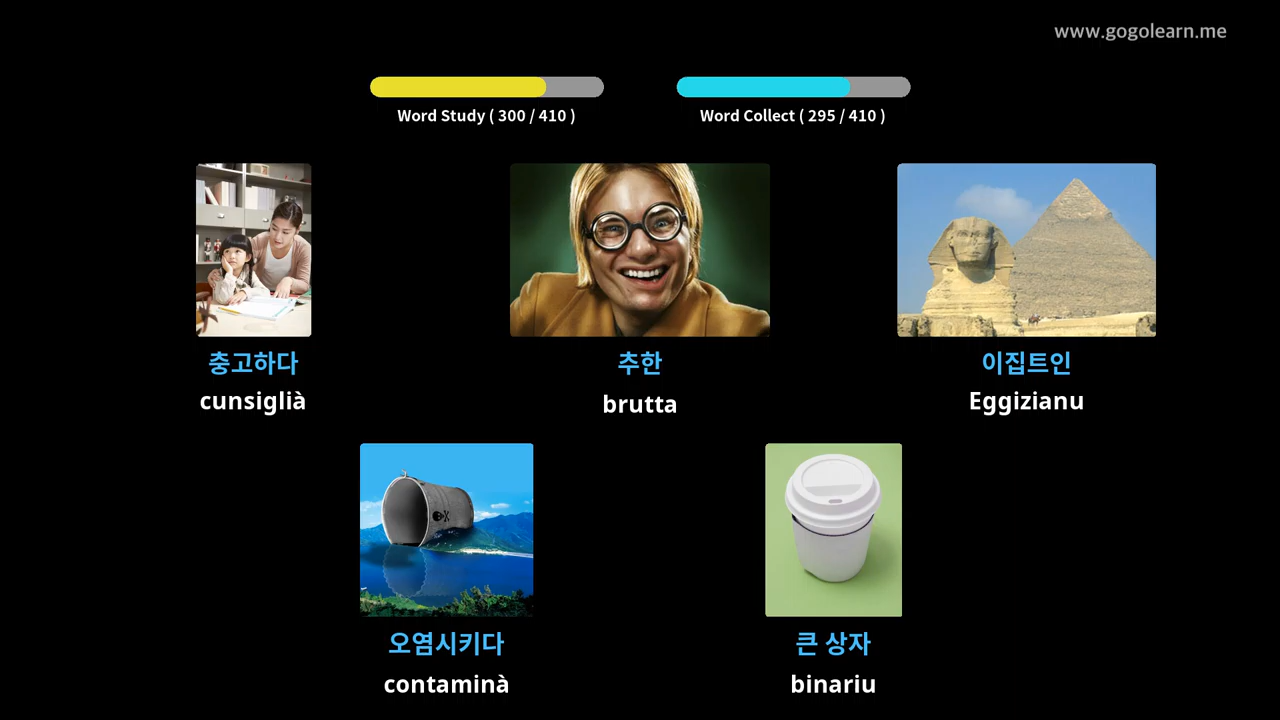 www.gogolearn.me
Word Study ( 300 / 410 )
Word Collect ( 295 / 410 )
충고하다
cunsiglià
추한
brutta
이집트인
Eggizianu
오염시키다
contaminà
큰 상자
binariu